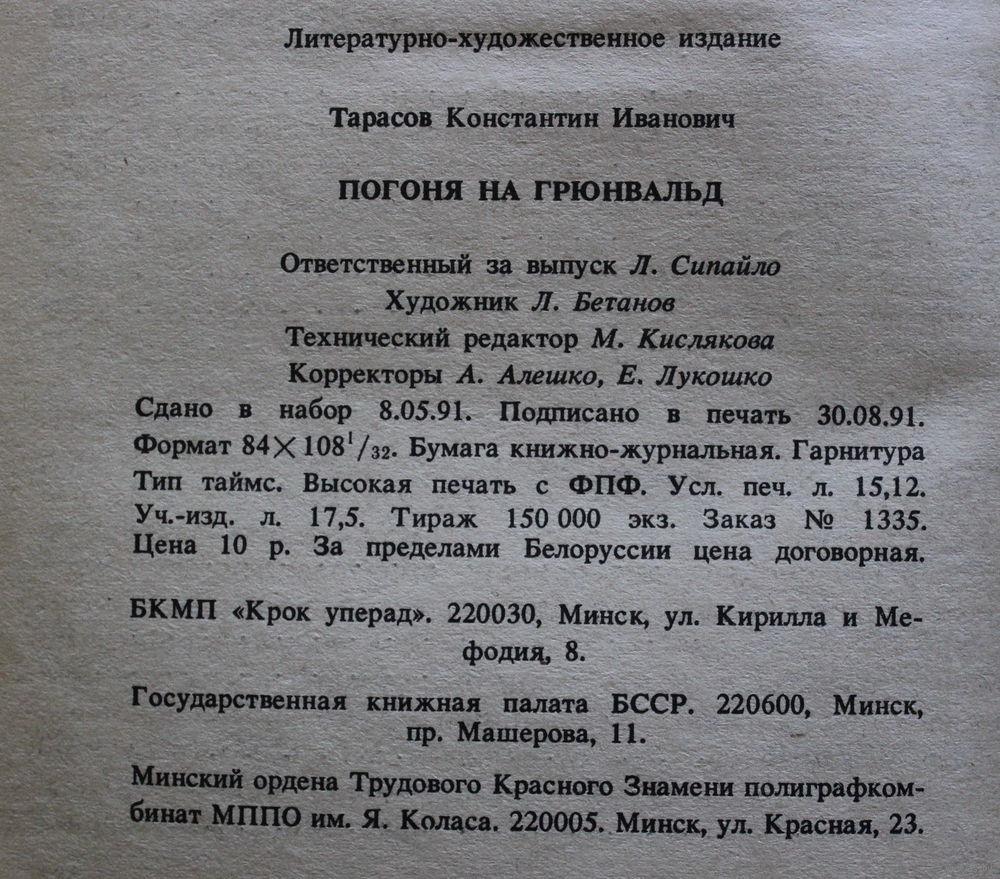 Литературно-художественное издание
Тарасов Константин Иванович
ПОГОНЯ НА ГРЮНВАЛЬД
Ответственный за выпуск Л. Сипайло
Художник Л. Бетанов
Технический редактор М. Кислякова
Корректоры А. Алешко, Е. Лукошко
Сдано в набор 8.05.91. Подписано в печать 30.08.91.
Формат 84×108¹/₃₂. Бумага книжно-журнальная. Гарнитура
Тип таймс. Высокая печать с ФПФ. Усл. печ. л. 15,12.
Уч.-изд. л. 17,5. Тираж 150 000 экз. Заказ № 1335.
Цена 10 р. За пределами Белоруссии цена договорная.
БКМП «Крок уперад». 220030, Минск, ул. Кирилла и Ме-
фодия, 8.
Государственная книжная палата БССР. 220600, Минск,
пр. Машерова, 11.
Минский ордена Трудового Красного Знамени полиграфком-
бинат МППО им. Я. Коласа. 220005. Минск, ул. Красная, 23.